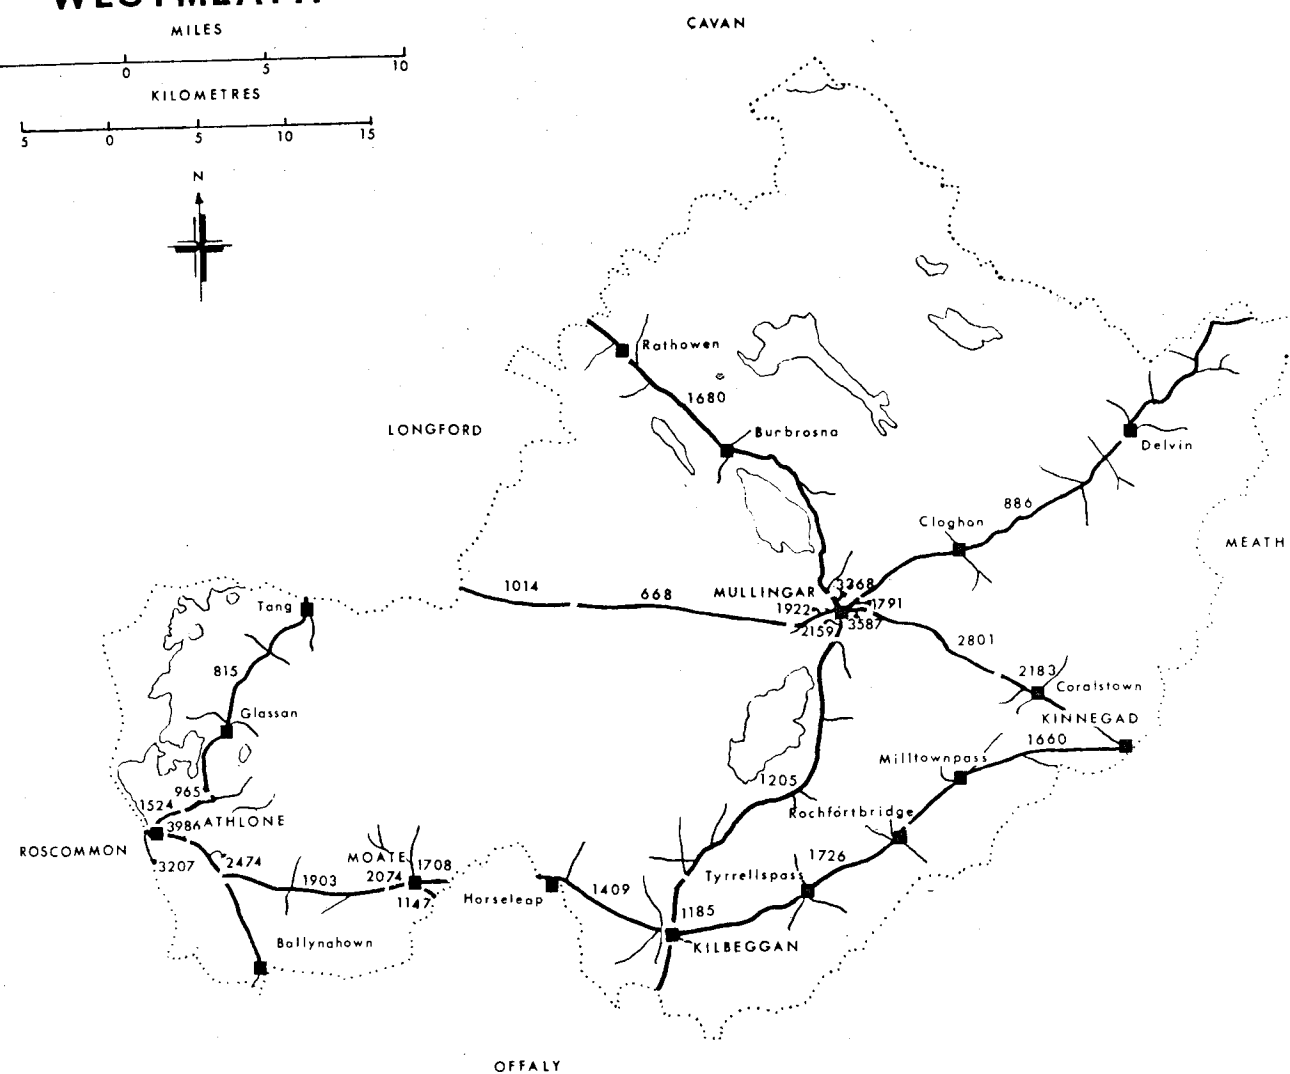 WESTMEATH
MILES
0 5 10
KILOMETRES
5 0 5 10 15
N
CAVAN
Rathowen
1680
LONGFORD
Burbrosna
Delvin
886
Cloghan
MEATH
1014
668
MULLINGAR
3368
1922
1791
2159
3587
2801
Tang
815
2183
Coralstown
Glassan
KINNEGAD
1660
Milltownpass
965
1205
1524
Rochfortbridge
3986
ATHLONE
ROSCOMMON
3207
2474
MOATE
1708
1726
1903
2074
Tyrrellspass
1147
Horseleap
1409
1185
Ballynahown
KILBEGGAN
OFFALY